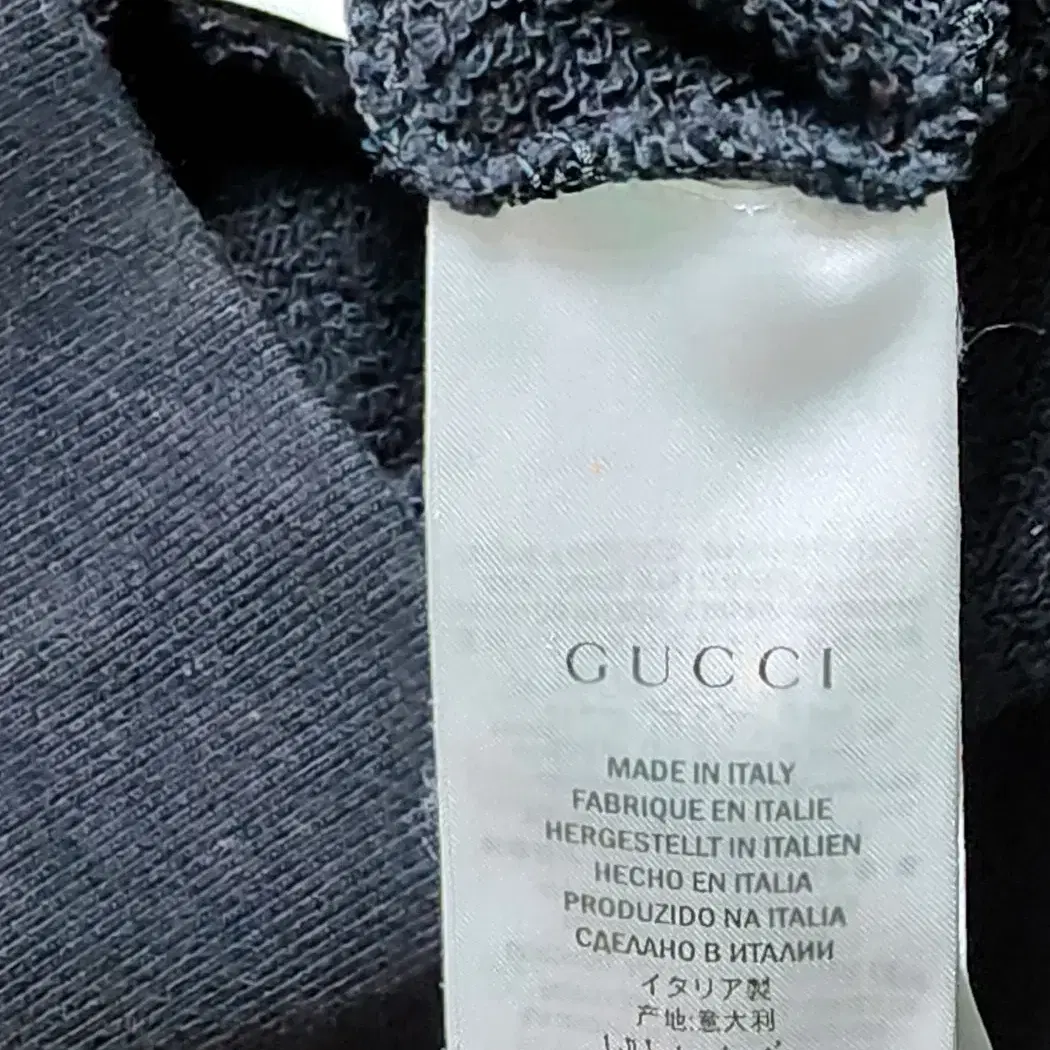 GUCCI
MADE IN ITALY
FABRIQUE EN ITALIE
HERGESTELLT IN ITALIEN
HECHO EN ITALIA
PRODUZIDO NA ITALIA
СДЕЛАНО В ИТАЛИИ
イタリア製
产地:意大利